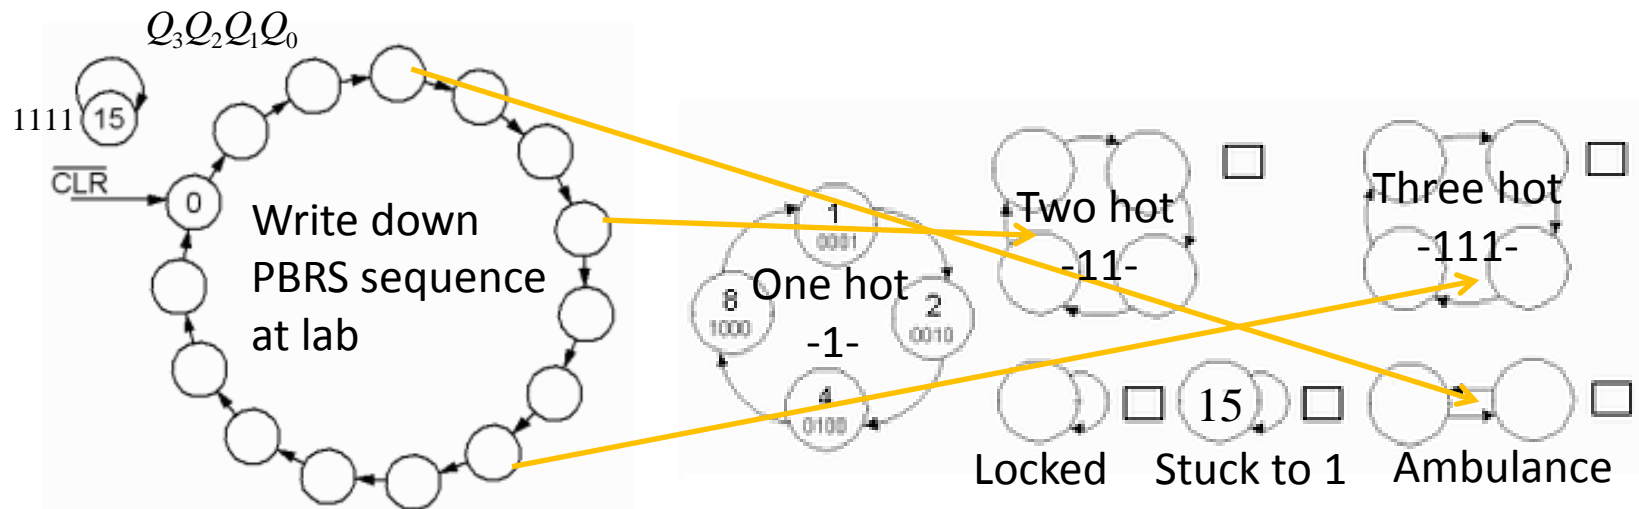 Q3Q2Q1Q0
15
1111
CLR
0
Write down
PBRS sequence
at lab
1
0001
8
1000
One hot
-1-
2
0010
4
0100
Two hot
-11-
Three hot
-111-
Locked
15
Stuck to 1
Ambulance